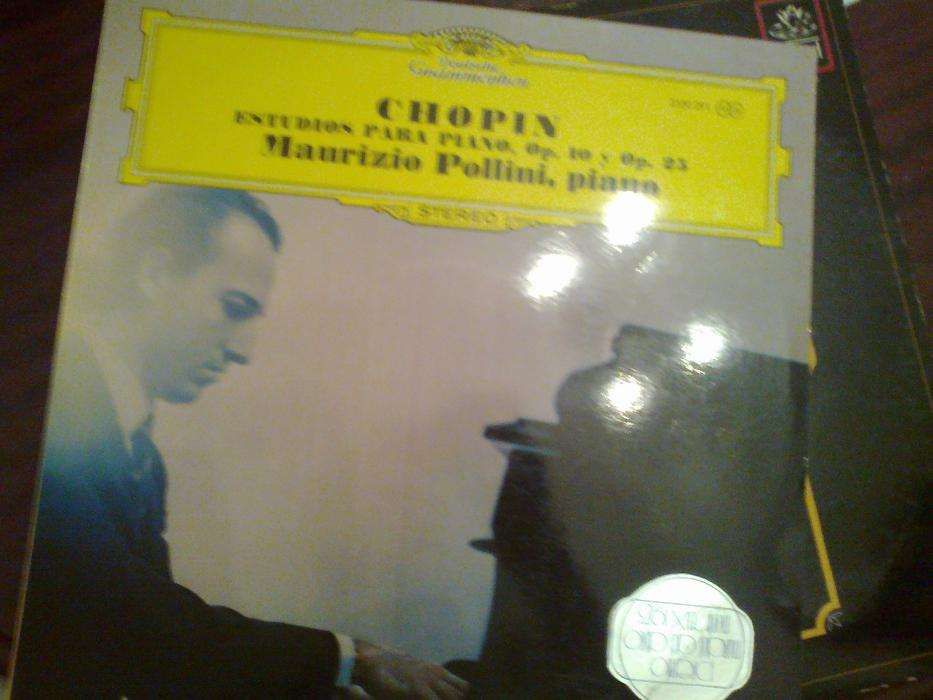 Deutsche
Grammophon
CHOPIN
ESTUDIOS PARA PIANO, Op. 10 y Op. 25
Maurizio Pollini, piano
STEREO